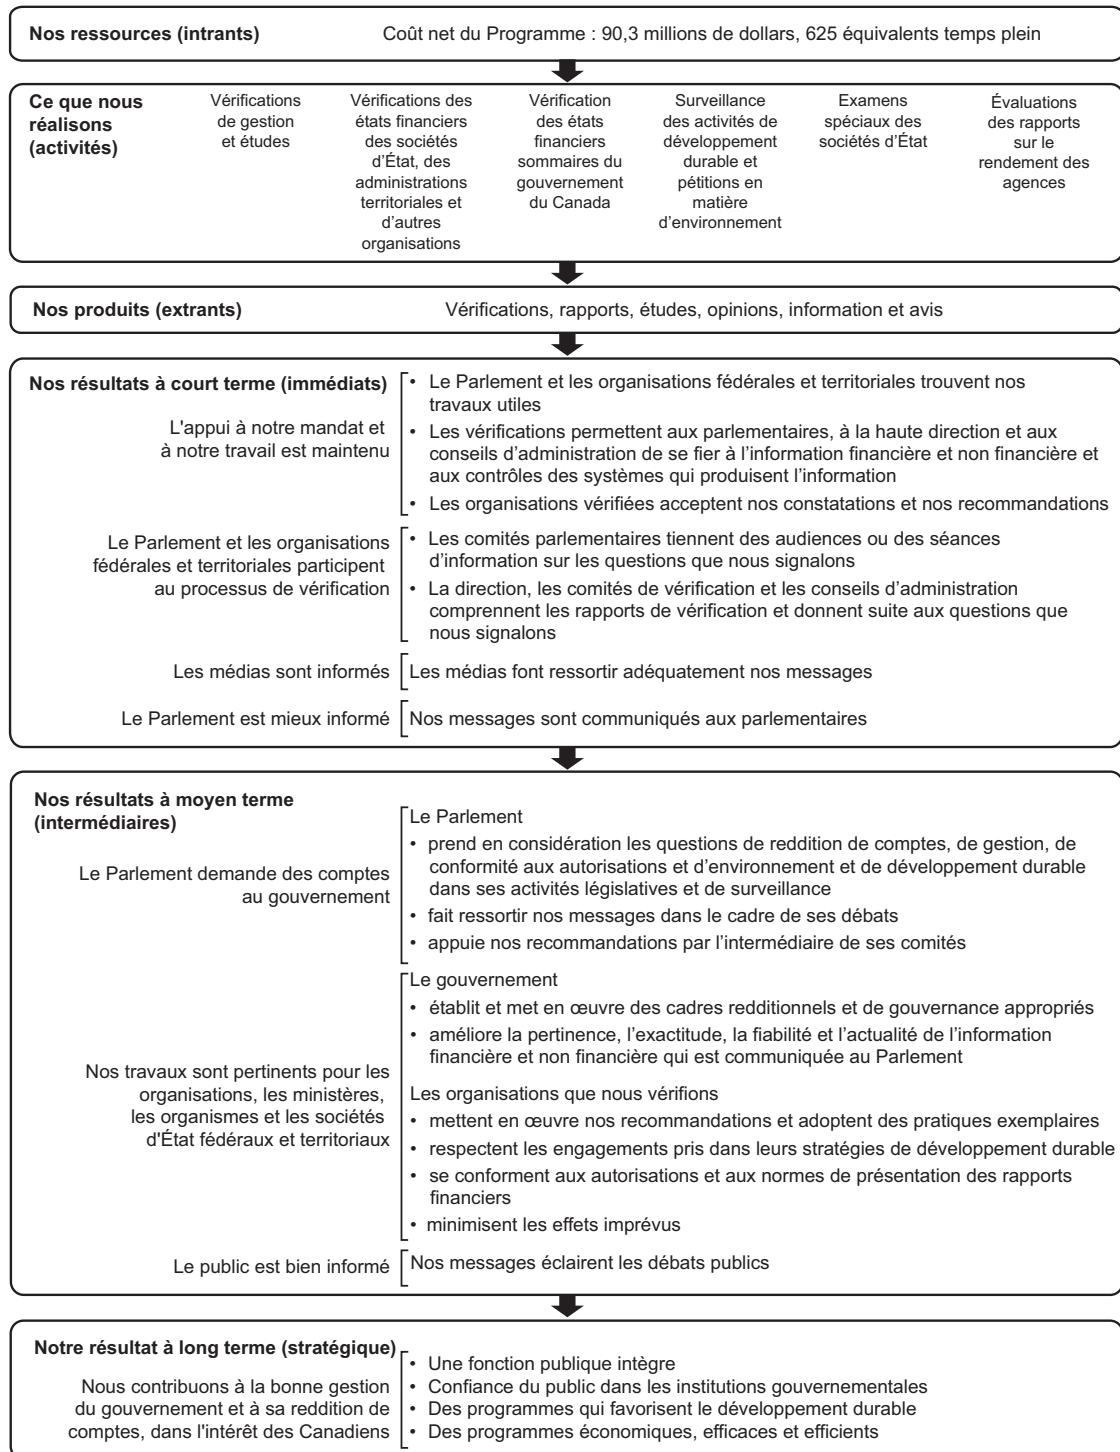 Nos ressources (intrants)
Coût net du Programme : 90,3 millions de dollars, 625 équivalents temps plein
Ce que nous
réalisons
(activités)
Vérifications
de gestion
et études
Vérifications des
états financiers
des sociétés
d’État, des
administrations
territoriales et
d’autres
organisations
Vérification
des états
financiers
sommaires du
gouvernement
du Canada
Surveillance
des activités de
développement
durable et
pétitions en
matière
d’environnement
Examens
spéciaux des
sociétés d’État
Évaluations
des rapports
sur le
rendement des
agences
Nos produits (extrants)
Vérifications, rapports, études, opinions, information et avis
Nos résultats à court terme (immédiats)
L'appui à notre mandat et
à notre travail est maintenu
• Le Parlement et les organisations fédérales et territoriales trouvent nos
travaux utiles
• Les vérifications permettent aux parlementaires, à la haute direction et aux
conseils d’administration de se fier à l’information financière et non financière et
aux contrôles des systèmes qui produisent l’information
• Les organisations vérifiées acceptent nos constatations et nos recommandations
Le Parlement et les organisations
fédérales et territoriales participent
au processus de vérification
• Les comités parlementaires tiennent des audiences ou des séances
d’information sur les questions que nous signalons
• La direction, les comités de vérification et les conseils d’administration
comprennent les rapports de vérification et donnent suite aux questions que
nous signalons
Les médias sont informés
Les médias font ressortir adéquatement nos messages
Le Parlement est mieux informé
Nos messages sont communiqués aux parlementaires
Nos résultats à moyen terme
(intermédiaires)
Le Parlement demande des comptes
au gouvernement
Le Parlement
• prend en considération les questions de reddition de comptes, de gestion, de
conformité aux autorisations et d’environnement et de développement durable
dans ses activités législatives et de surveillance
• fait ressortir nos messages dans le cadre de ses débats
• appuie nos recommandations par l’intermédiaire de ses comités
Nos travaux sont pertinents pour les
organisations, les ministères,
les organismes et les sociétés
d'État fédéraux et territoriaux
Le gouvernement
• établit et met en œuvre des cadres redditionnels et de gouvernance appropriés
• améliore la pertinence, l’exactitude, la fiabilité et l’actualité de l’information
financière et non financière qui est communiquée au Parlement
Les organisations que nous vérifions
• mettent en œuvre nos recommandations et adoptent des pratiques exemplaires
• respectent les engagements pris dans leurs stratégies de développement durable
• se conforment aux autorisations et aux normes de présentation des rapports
financiers
• minimisent les effets imprévus
Le public est bien informé
Nos messages éclairent les débats publics
Notre résultat à long terme (stratégique)
Nous contribuons à la bonne gestion
du gouvernement et à sa reddition de
comptes, dans l'intérêt des Canadiens
• Une fonction publique intègre
• Confiance du public dans les institutions gouvernementales
• Des programmes qui favorisent le développement durable
• Des programmes économiques, efficaces et efficients